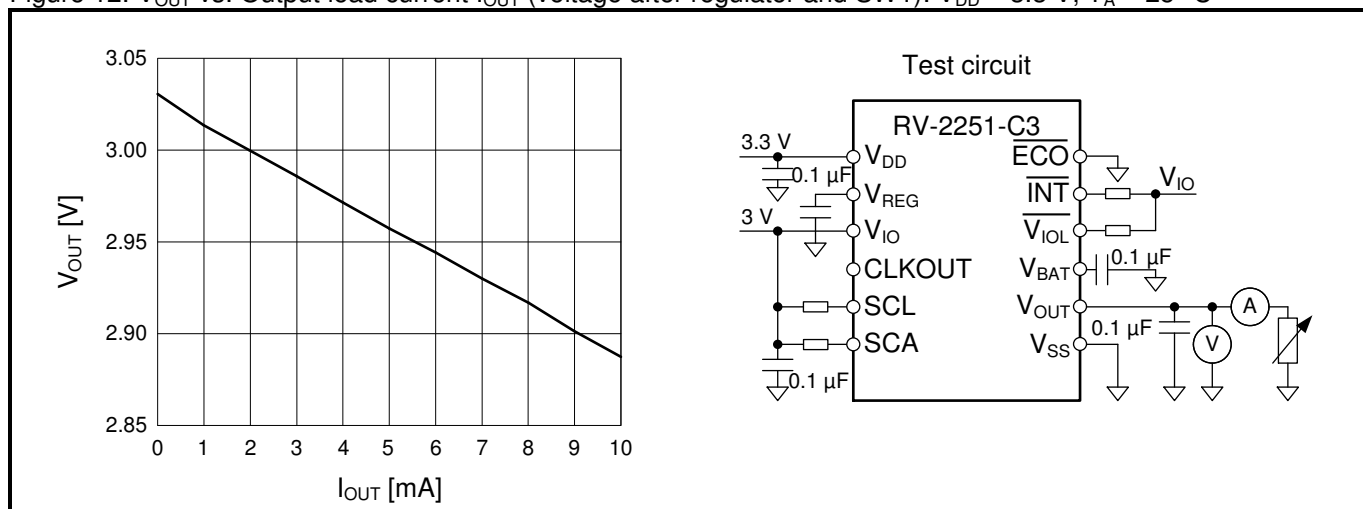 3.05
3.00
2.95
2.90
2.85
V_OUT [V]
0 1 2 3 4 5 6 7 8 9 10
I_OUT [mA]
Test circuit
RV-2251-C3
3.3 V
V_DD
0.1 µF
V_REG
3 V
V_IO
CLKOUT
SCL
SCA
0.1 µF
ECO
INT
V_IO
V_IOL
V_BAT
0.1 µF
V_OUT
A
0.1 µF
V
V_SS